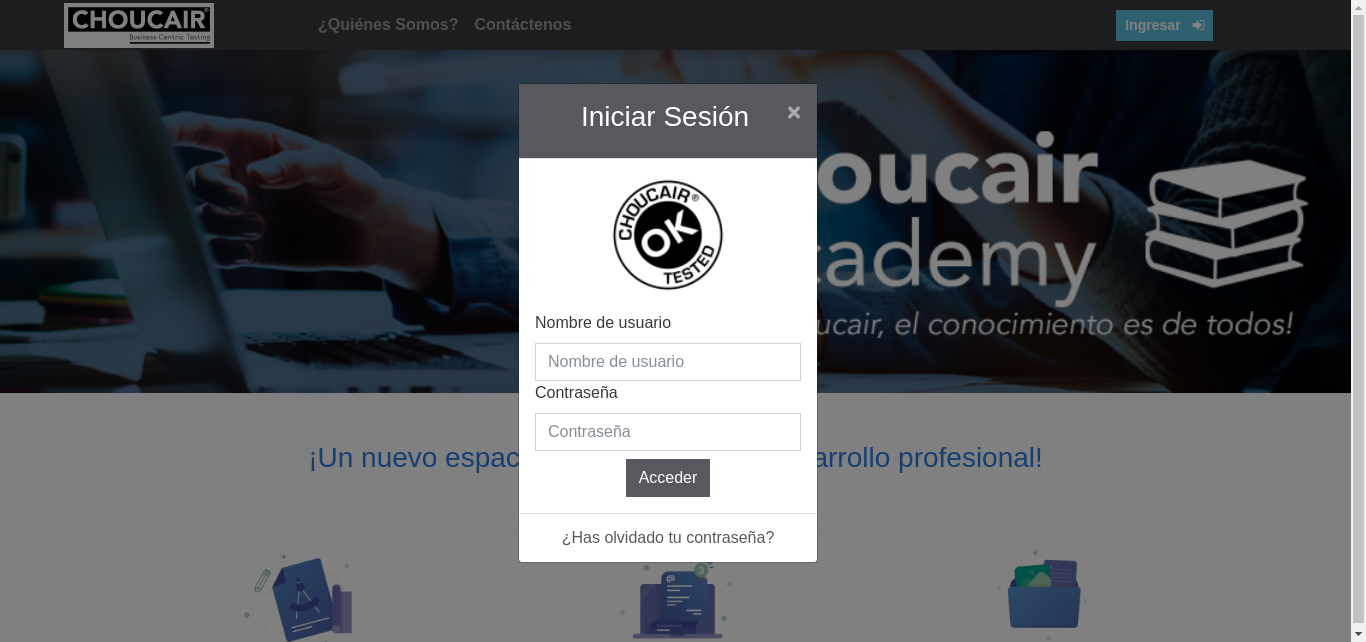 CHOUCAIR®
Business Centric Testing
¿Quiénes Somos?
Contáctenos
Ingresar
Iniciar Sesión
×
CHOUCAIR®
OK
TESTED
Nombre de usuario
Nombre de usuario
Contraseña
Contraseña
Acceder
¿Has olvidado tu contraseña?
oucair
cademy
ucair, el conocimiento es de todos!
¡Un nuevo espac
arrollo profesional!
@
3